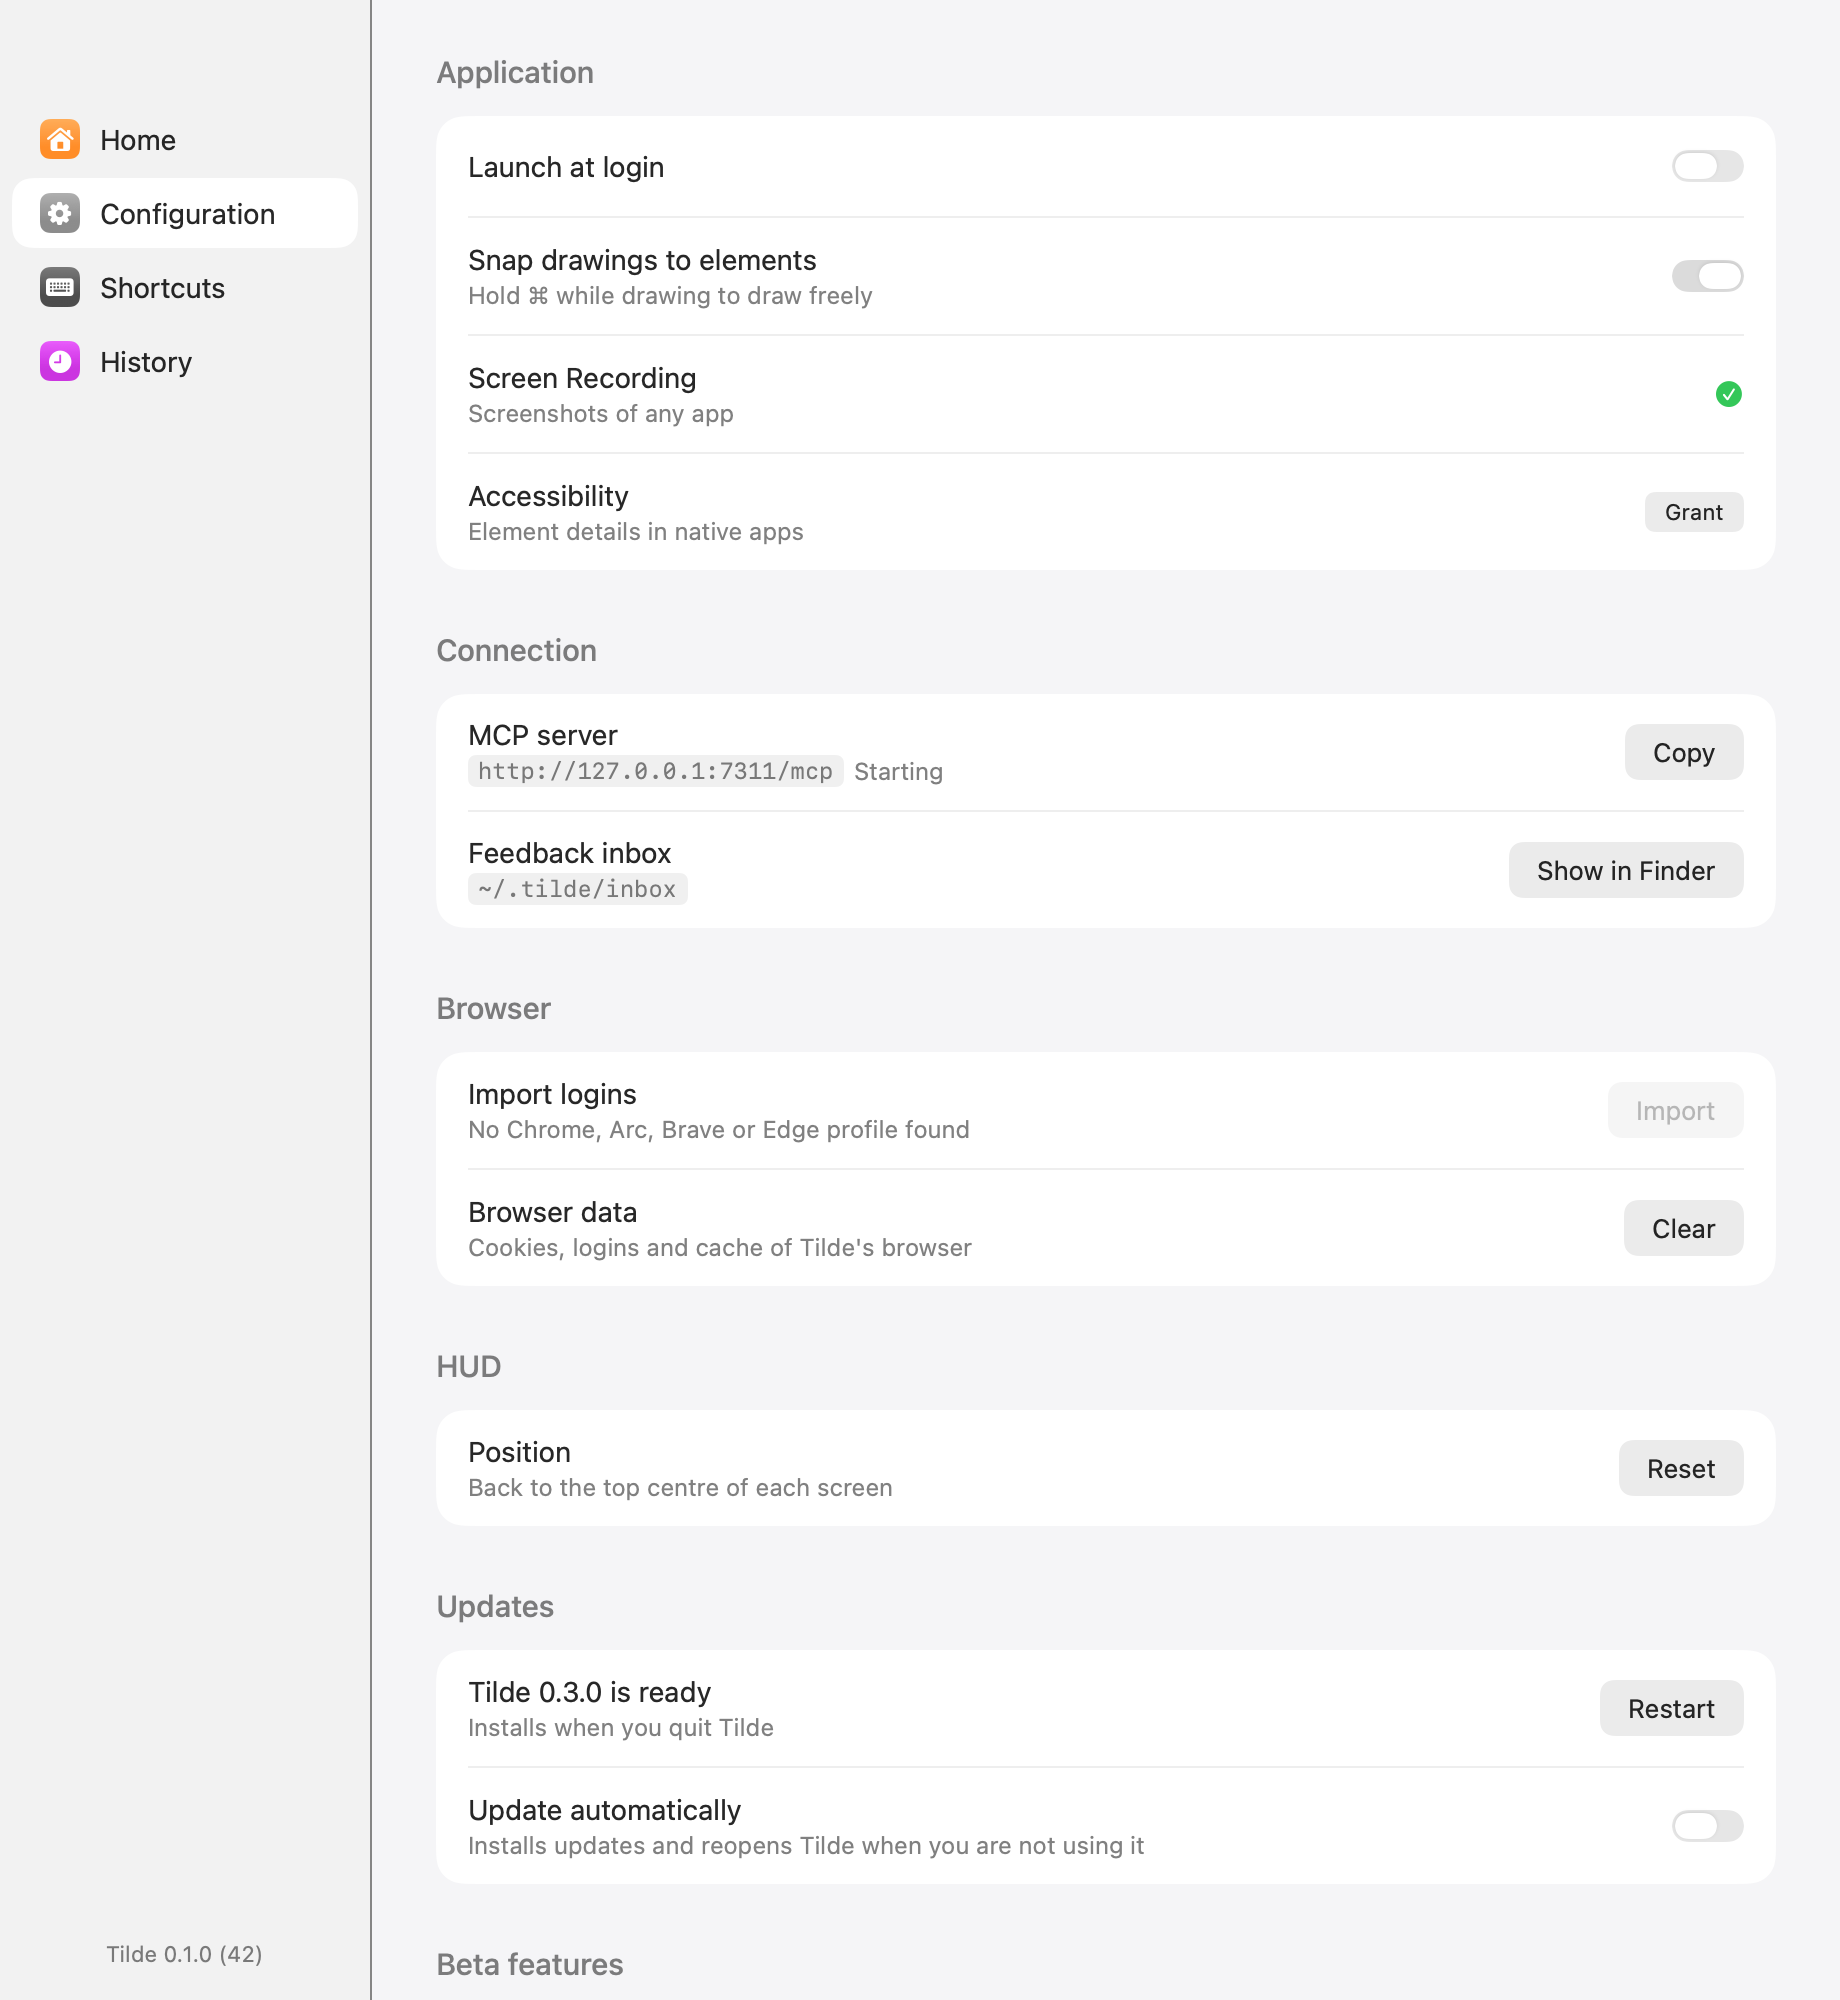 Home
Configuration
Shortcuts
History
Tilde 0.1.0 (42)
Application
Launch at login
Snap drawings to elements
Hold ⌘ while drawing to draw freely
Screen Recording
Screenshots of any app
Accessibility
Element details in native apps
Grant
Connection
MCP server
http://127.0.0.1:7311/mcp Starting
Copy
Feedback inbox
~/.tilde/inbox
Show in Finder
Browser
Import logins
No Chrome, Arc, Brave or Edge profile found
Import
Browser data
Cookies, logins and cache of Tilde's browser
Clear
HUD
Position
Back to the top centre of each screen
Reset
Updates
Tilde 0.3.0 is ready
Installs when you quit Tilde
Restart
Update automatically
Installs updates and reopens Tilde when you are not using it
Beta features